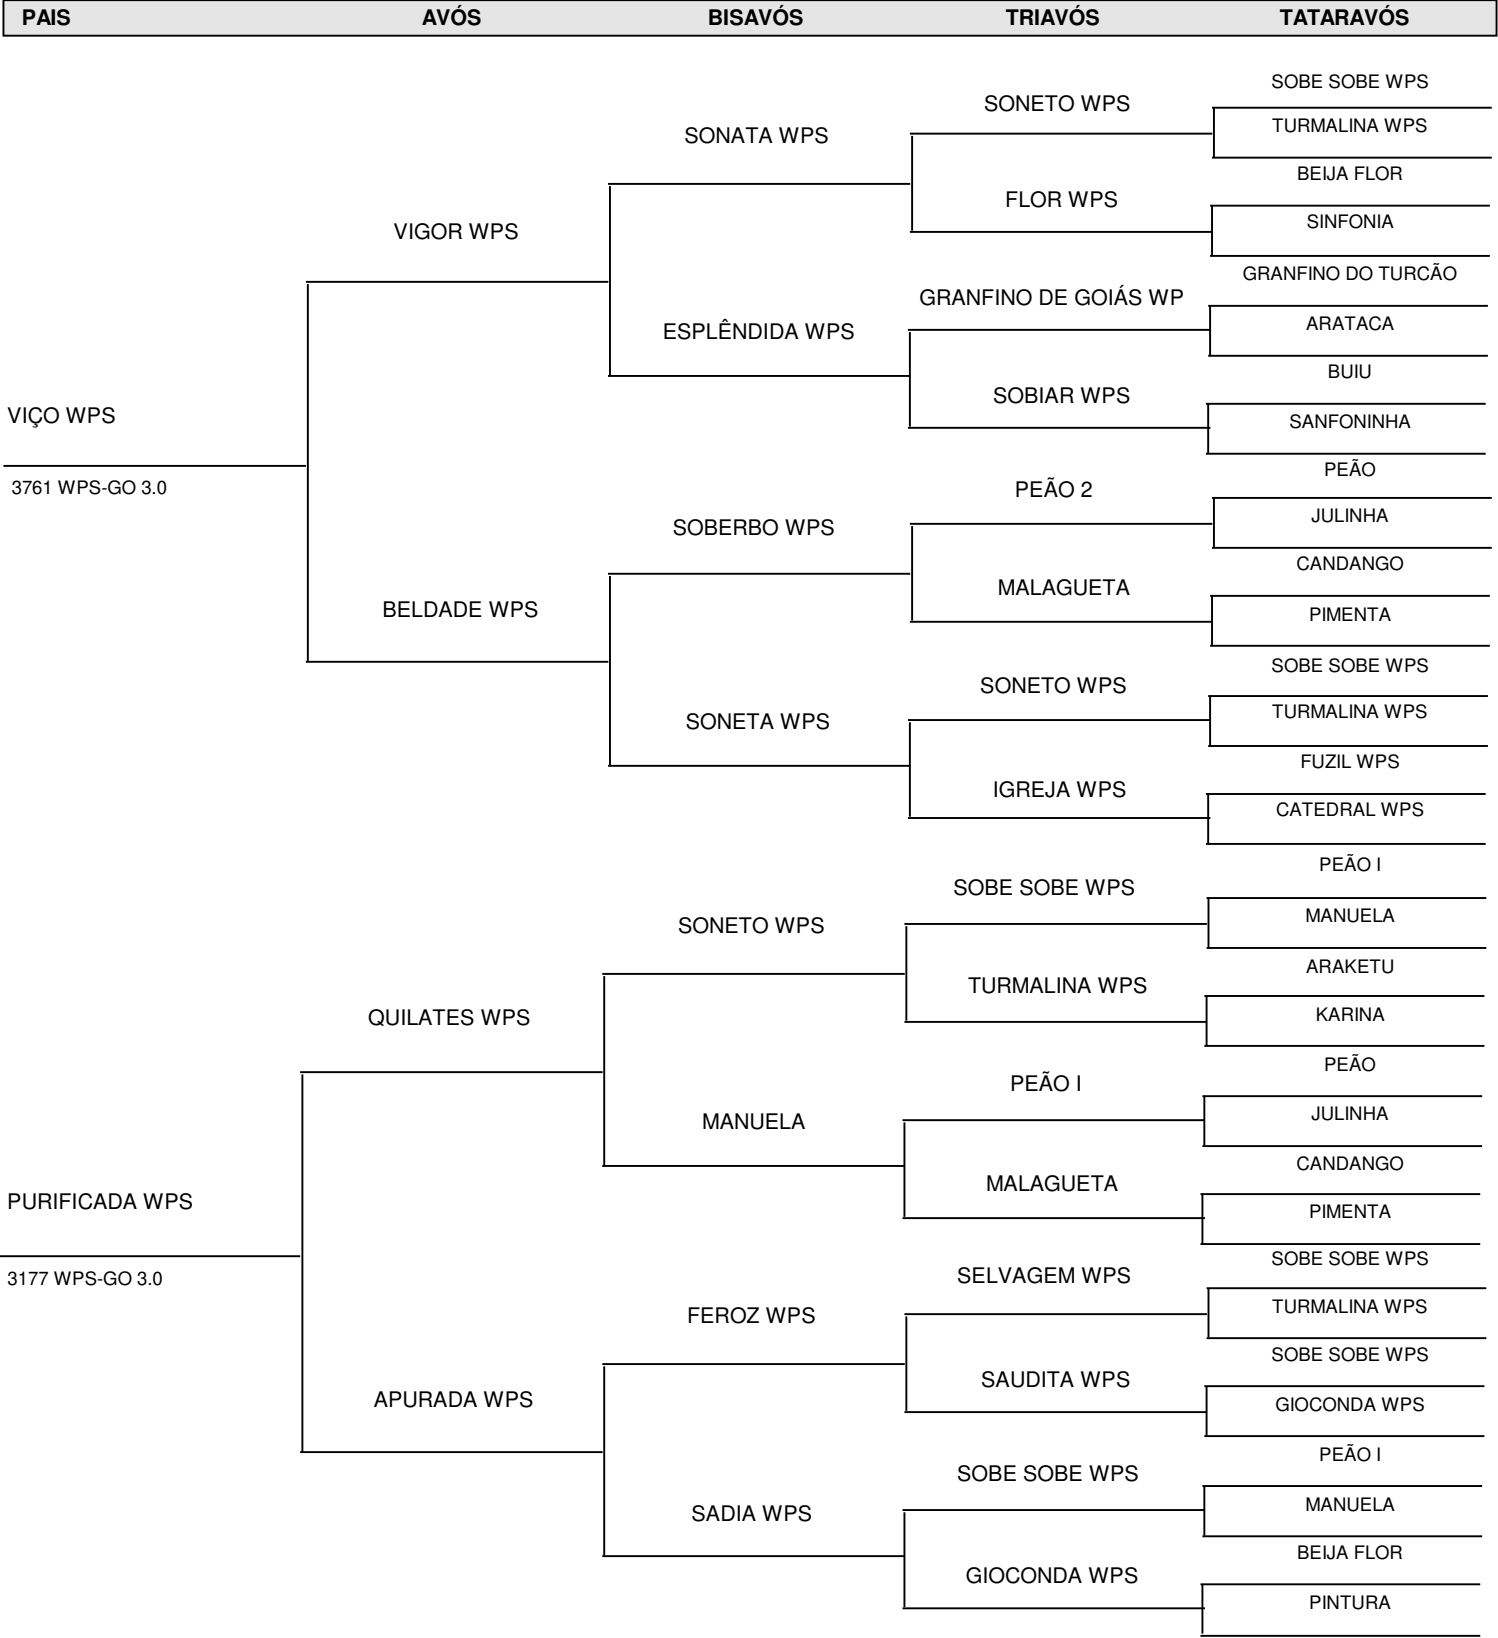 PAIS AVÓS BISAVÓS TRIAVÓS TATARAVÓS
SOBE SOBE WPS
SONETO WPS
TURMALINA WPS
SONATA WPS
BEIJA FLOR
FLOR WPS
SINFONIA
VIGOR WPS
GRANFINO DO TURCÃO
GRANFINO DE GOIÁS WP
ARATACA
ESPLÊNDIDA WPS
BUIU
SOBIAR WPS
SANFONINHA
VIÇO WPS
3761 WPS-GO 3.0
PEÃO
PEÃO 2
JULINHA
SOBERBO WPS
CANDANGO
MALAGUETA
PIMENTA
BELDADE WPS
SOBE SOBE WPS
SONETO WPS
TURMALINA WPS
SONETA WPS
FUZIL WPS
IGREJA WPS
CATEDRAL WPS
PEÃO I
SOBE SOBE WPS
MANUELA
SONETO WPS
ARAKETU
TURMALINA WPS
KARINA
QUILATES WPS
PEÃO
PEÃO I
JULINHA
MANUELA
CANDANGO
MALAGUETA
PIMENTA
PURIFICADA WPS
3177 WPS-GO 3.0
SOBE SOBE WPS
SELVAGEM WPS
TURMALINA WPS
FEROZ WPS
SOBE SOBE WPS
SAUDITA WPS
GIOCONDA WPS
APURADA WPS
PEÃO I
SOBE SOBE WPS
MANUELA
SADIA WPS
BEIJA FLOR
GIOCONDA WPS
PINTURA